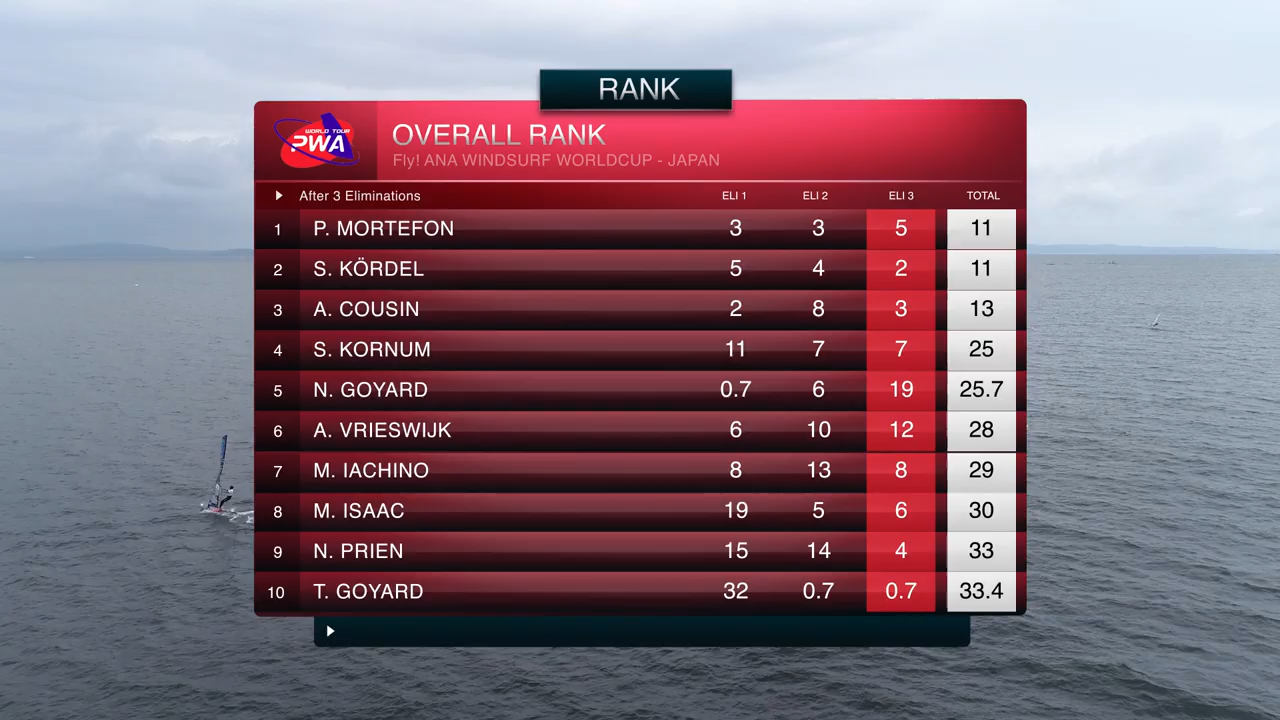 RANK
WORLD TOUR
PWA
OVERALL RANK
Fly! ANA WINDSURF WORLDCUP - JAPAN
After 3 Eliminations ELI 1 ELI 2 ELI 3 TOTAL
1 P. MORTEFON 3 3 5 11
2 S. KÖRDEL 5 4 2 11
3 A. COUSIN 2 8 3 13
4 S. KORNUM 11 7 7 25
5 N. GOYARD 0.7 6 19 25.7
6 A. VRIESWIJK 6 10 12 28
7 M. IACHINO 8 13 8 29
8 M. ISAAC 19 5 6 30
9 N. PRIEN 15 14 4 33
10 T. GOYARD 32 0.7 0.7 33.4